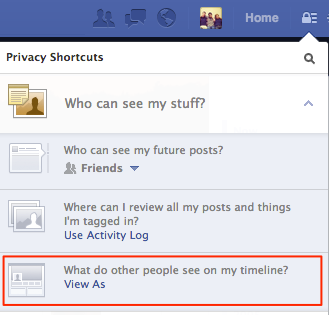 Home
Privacy Shortcuts
Who can see my stuff?
Who can see my future posts?
Friends
Where can I review all my posts and things
I'm tagged in?
Use Activity Log
What do other people see on my timeline?
View As